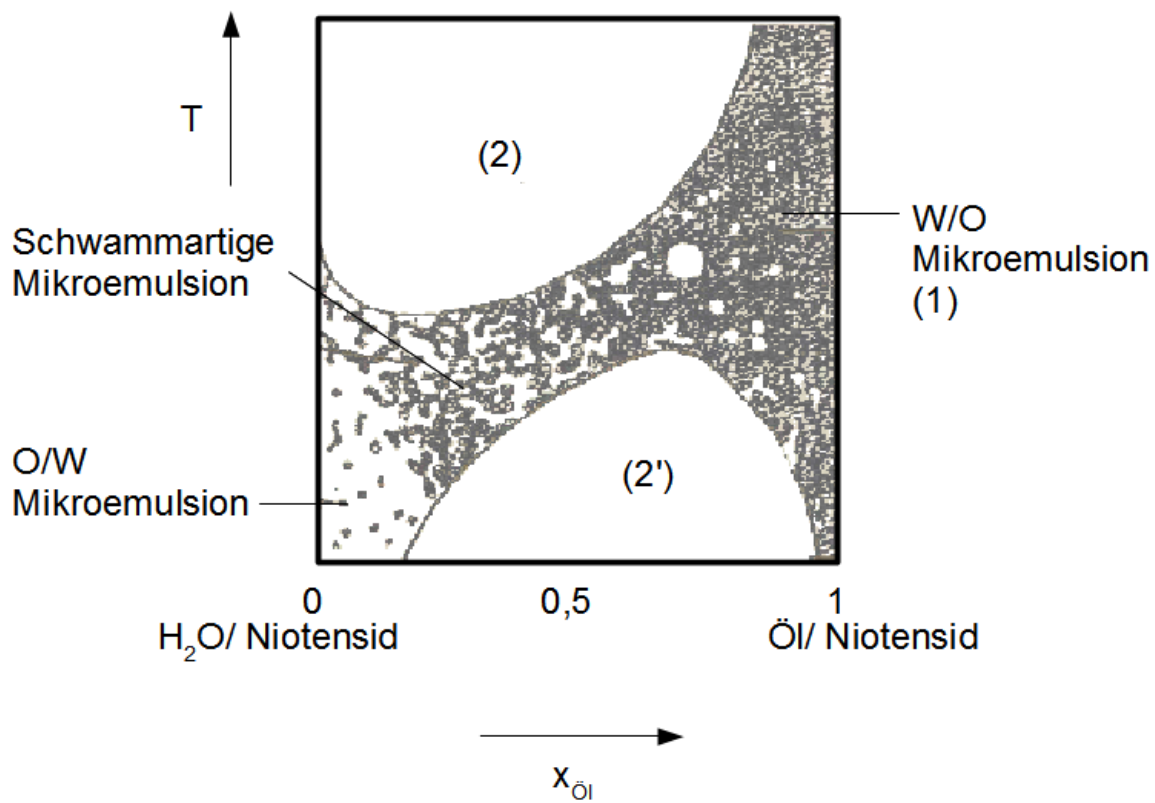 T
(2)
Schwammartige
Mikroemulsion
W/O
Mikroemulsion
(1)
O/W
Mikroemulsion
(2')
0
0,5
1
H₂O/ Niotensid
Öl/ Niotensid
xÖl